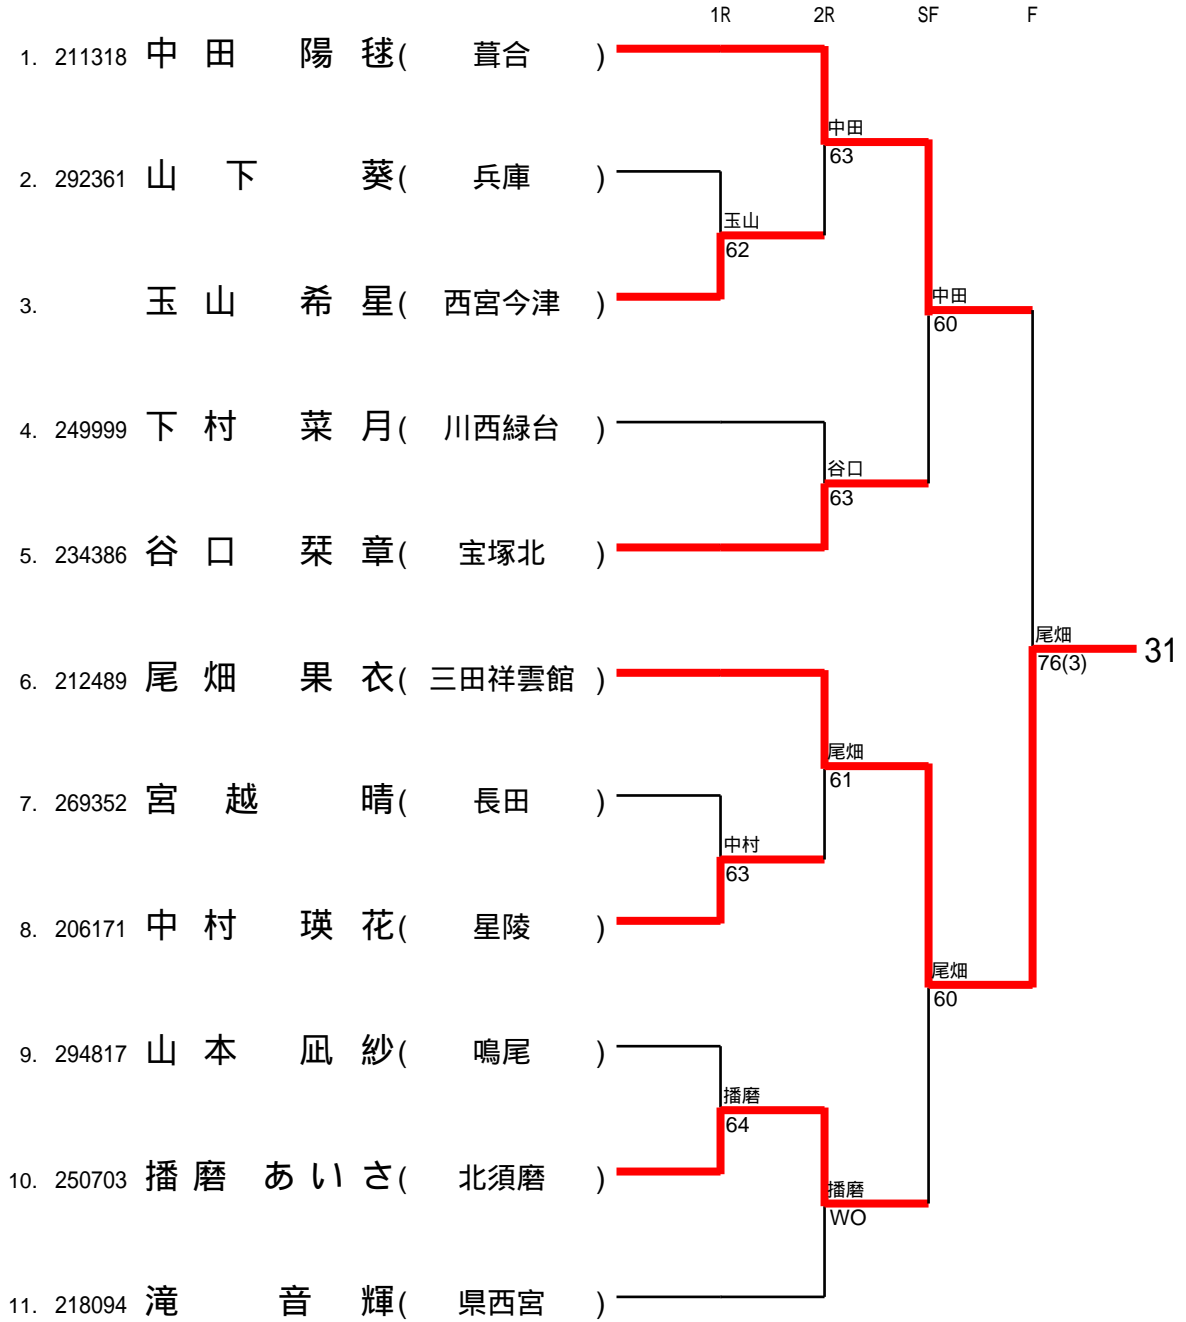 1R 2R SF F
1. 211318 中田 陽毬( 葺合 )
中田
63
2. 292361 山下 葵( 兵庫 )
玉山
62
3. 玉山 希星( 西宮今津 )
中田
60
4. 249999 下村 菜月( 川西緑台 )
谷口
63
5. 234386 谷口 栞章( 宝塚北 )
尾畑
76(3)
31
6. 212489 尾畑 果衣( 三田祥雲館 )
尾畑
61
7. 269352 宮越 晴( 長田 )
中村
63
8. 206171 中村 瑛花( 星陵 )
尾畑
60
9. 294817 山本 凪紗( 鳴尾 )
播磨
64
10. 250703 播磨 あいさ( 北須磨 )
播磨
WO
11. 218094 滝 音輝( 県西宮 )